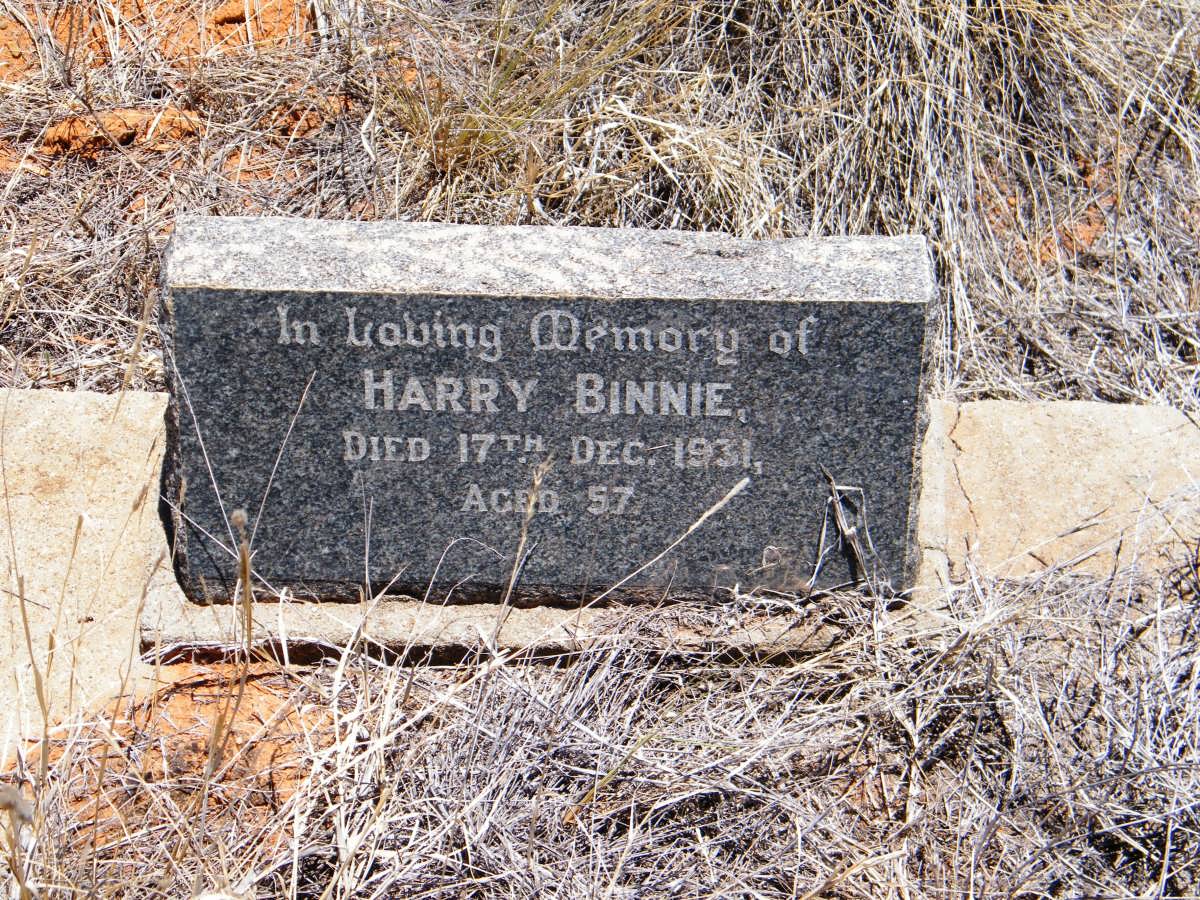 In Loving Memory of
HARRY BINNIE,
DIED 17TH DEC. 1931,
AGED 57.